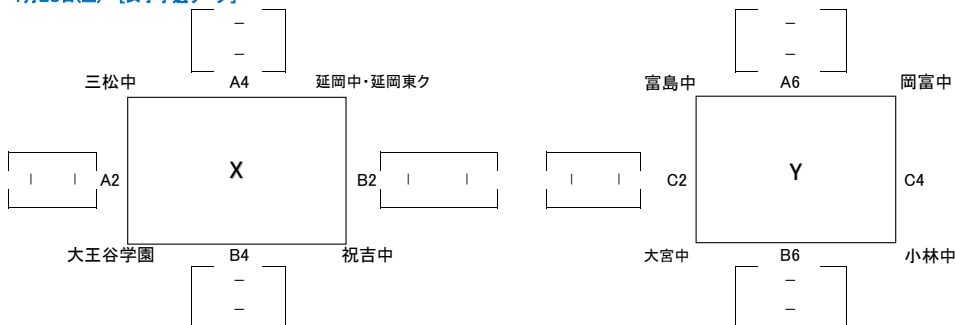 三松中 A4 延岡中・延岡東ク
富島中 A6 岡富中
A2 X B2
C2 Y C4
大王谷学園 B4 祝吉中
大宮中 B6 小林中